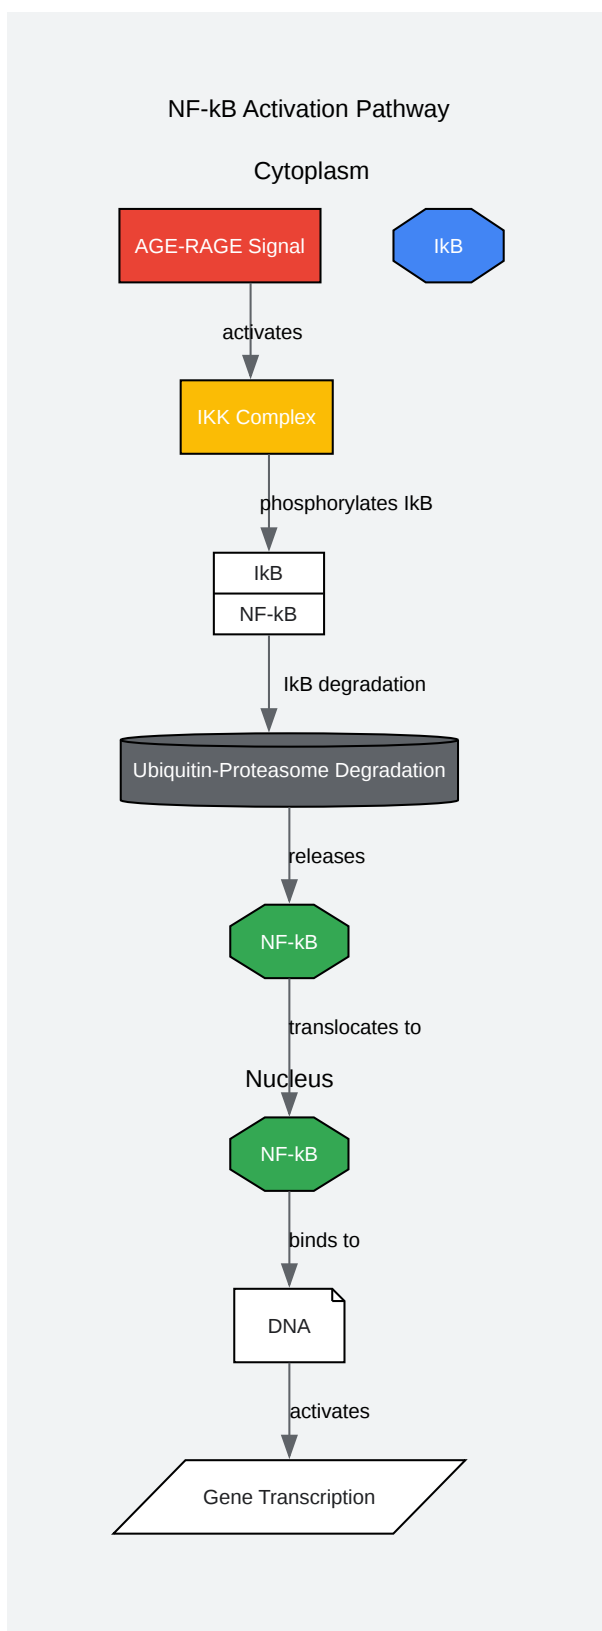 NF-kB Activation Pathway
Cytoplasm
AGE-RAGE Signal
IkB
activates
IKK Complex
phosphorylates IkB
IkB
NF-kB
IkB degradation
Ubiquitin-Proteasome Degradation
releases
NF-kB
translocates to
Nucleus
NF-kB
binds to
DNA
activates
Gene Transcription